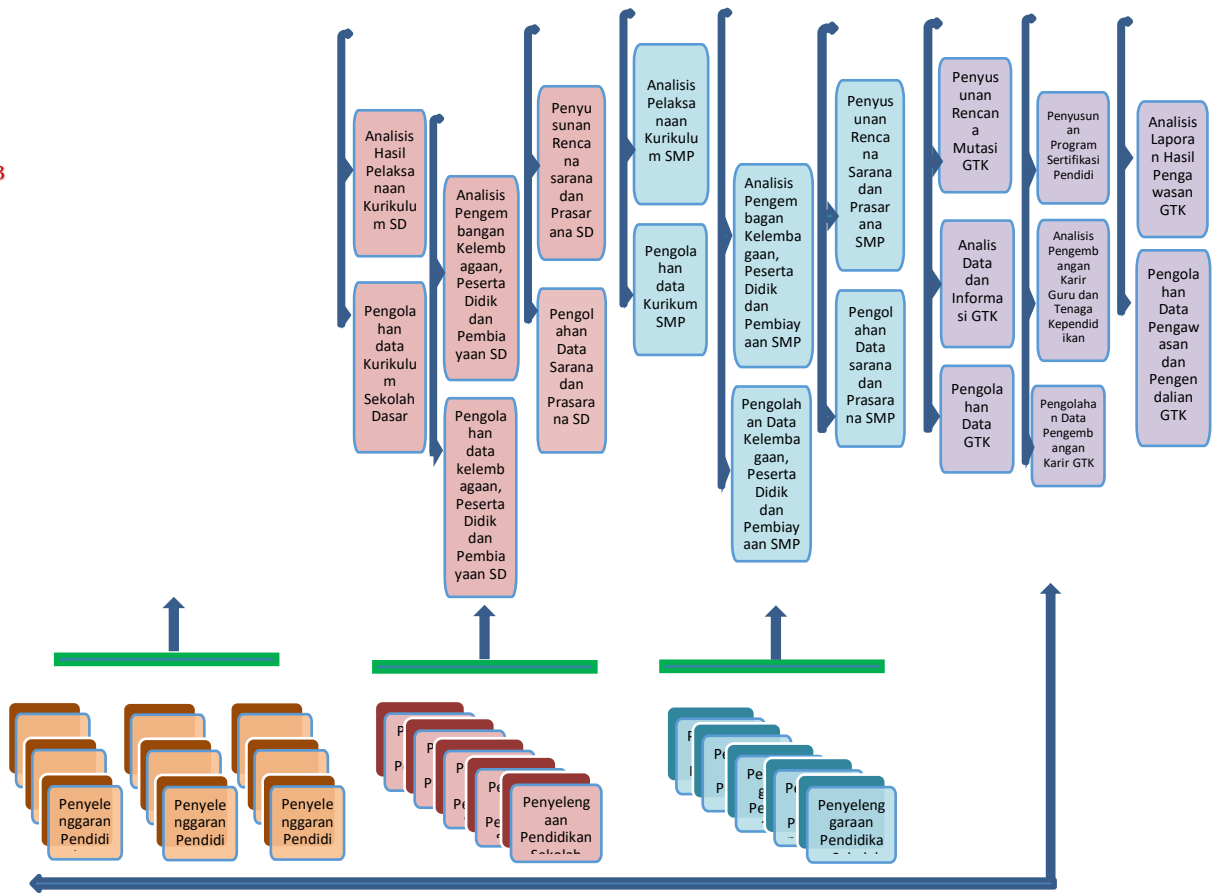 3
Analisis
Hasil
Pelaksa
naaan
Kurikulu
m SD
Pengola
han data
Kurikulu
m
Sekolah
Dasar
Analisis
Pengem
bangan
Kelemb
agaan,
Peserta
Didik
dan
Pembia
yaan SD
Pengola
han
data
kelemb
agaan,
Peserta
Didik
dan
Pembia
yaan SD
Penyu
sunan
Renca
na
sarana
dan
Prasar
ana SD
Pengol
ahan
Data
Sarana
dan
Prasara
na SD
Analisis
Pelaksa
naan
Kurikulu
m SMP
Pengola
han
data
Kurikum
SMP
Analisis
Pengem
bagan
Kelemba
gaan,
Peserta
Didik
dan
Pembiay
aan SMP
Pengolah
an Data
Kelemba
gaan,
Peserta
Didik
dan
Pembiay
aan SMP
Penyus
unan
Renca
na
Sarana
dan
Prasar
ana
SMP
Pengol
ahan
Data
sarana
dan
Prasara
na SMP
Penyus
unan
Rencan
a
Mutasi
GTK
Analis
Data
dan
Informa
si GTK
Pengola
han
Data
GTK
Penyusu
nan
Program
Sertifikasi
Pendidi
Analisis
Pengemb
angan
Karir
Guru dan
Tenaga
Kependid
ikan
Pengolaha
n Data
Pengemb
angan
Karir GTK
Analisis
Lapora
n Hasil
Penga
wasan
GTK
Pengola
han
Data
Pengaw
asan
dan
Pengen
dalian
GTK
Penyele
nggaran
Pendidi
Penyele
nggaran
Pendidi
Penyele
nggaran
Pendidi
Penyeleng
aan
Pendidikan
Sekolah
Penyeleng
garaan
Pendidika